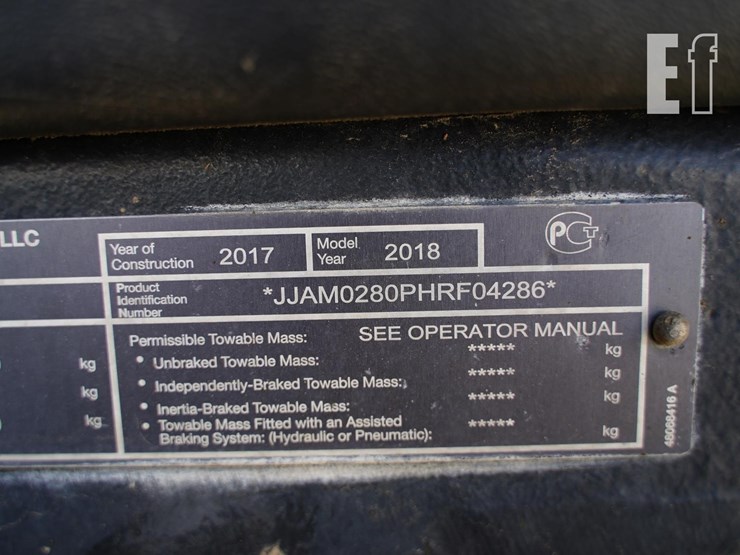 Ef
LLC
Year of Construction 2017 Model Year 2018
Product Identification Number *JJAM0280PHRF04286*
Permissible Towable Mass: SEE OPERATOR MANUAL
• Unbraked Towable Mass: ***** kg
• Independently-Braked Towable Mass: ***** kg
• Inertia-Braked Towable Mass: ***** kg
• Towable Mass Fitted with an Assisted
Braking System: (Hydraulic or Pneumatic): ***** kg
kg
kg
kg
PCT
48068416 A